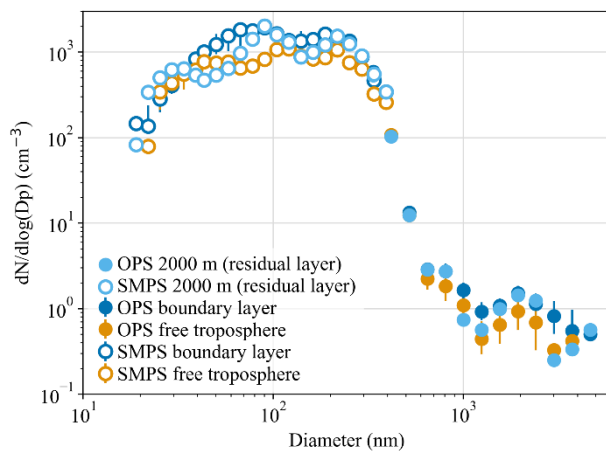 10³
10²
10¹
10⁰
10⁻¹
dN/dlog(Dp) (cm⁻³)
OPS 2000 m (residual layer)
SMPS 2000 m (residual layer)
OPS boundary layer
OPS free troposphere
SMPS boundary layer
SMPS free troposphere
10¹ 10² 10³
Diameter (nm)